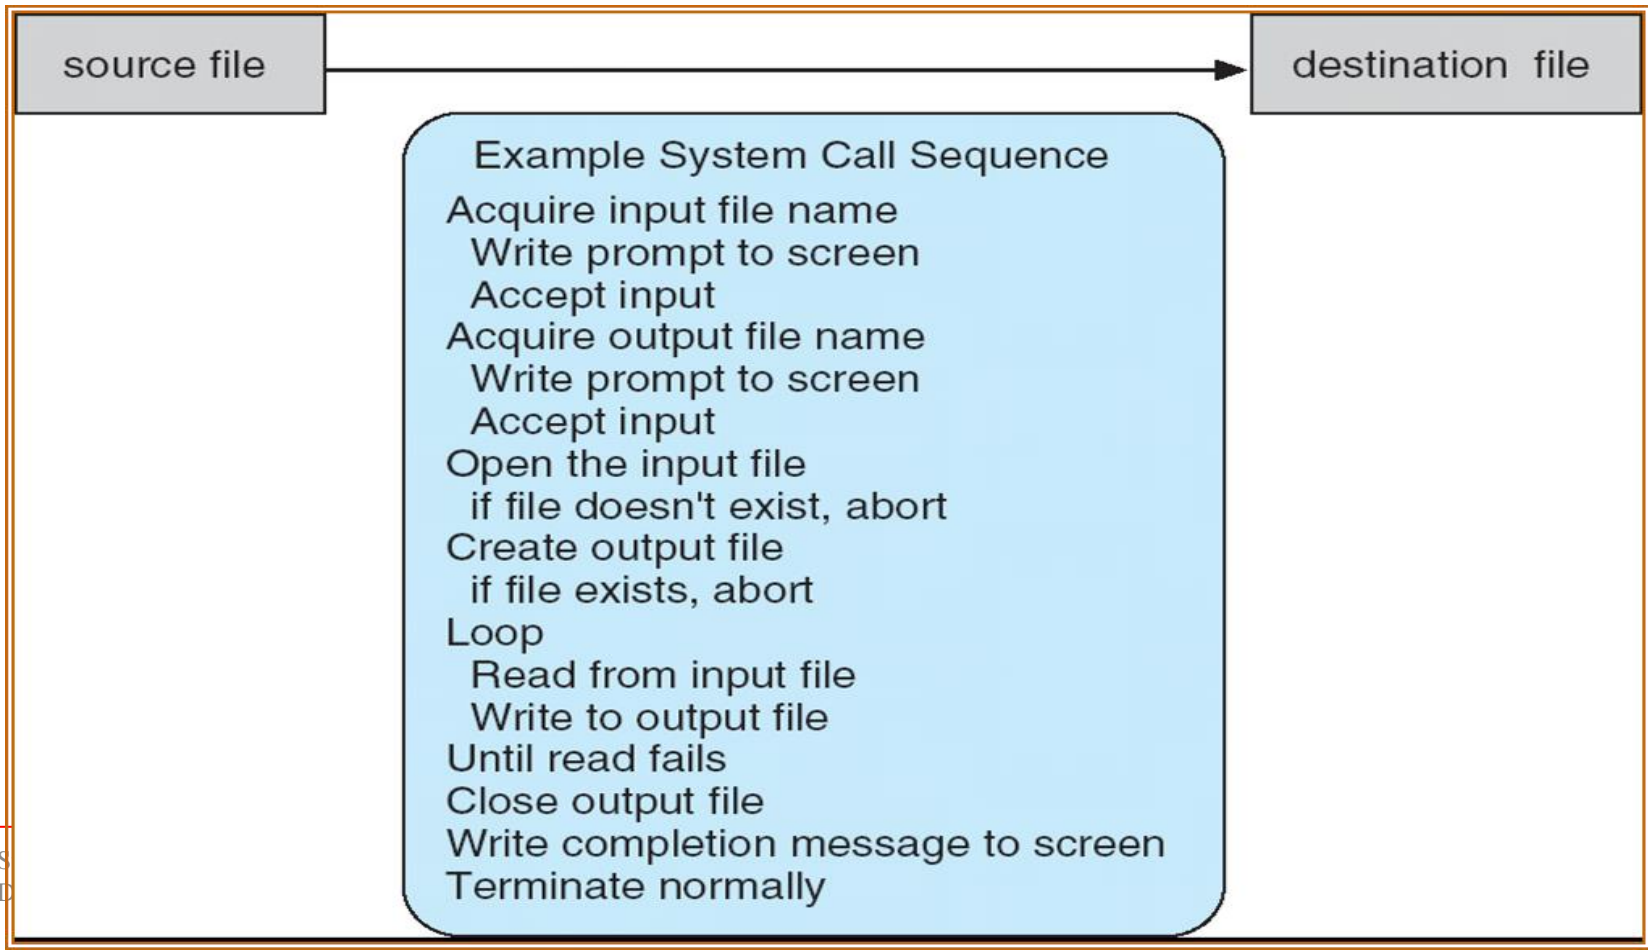 source file
destination file
Example System Call Sequence
Acquire input file name
Write prompt to screen
Accept input
Acquire output file name
Write prompt to screen
Accept input
Open the input file
if file doesn't exist, abort
Create output file
if file exists, abort
Loop
Read from input file
Write to output file
Until read fails
Close output file
Write completion message to screen
Terminate normally